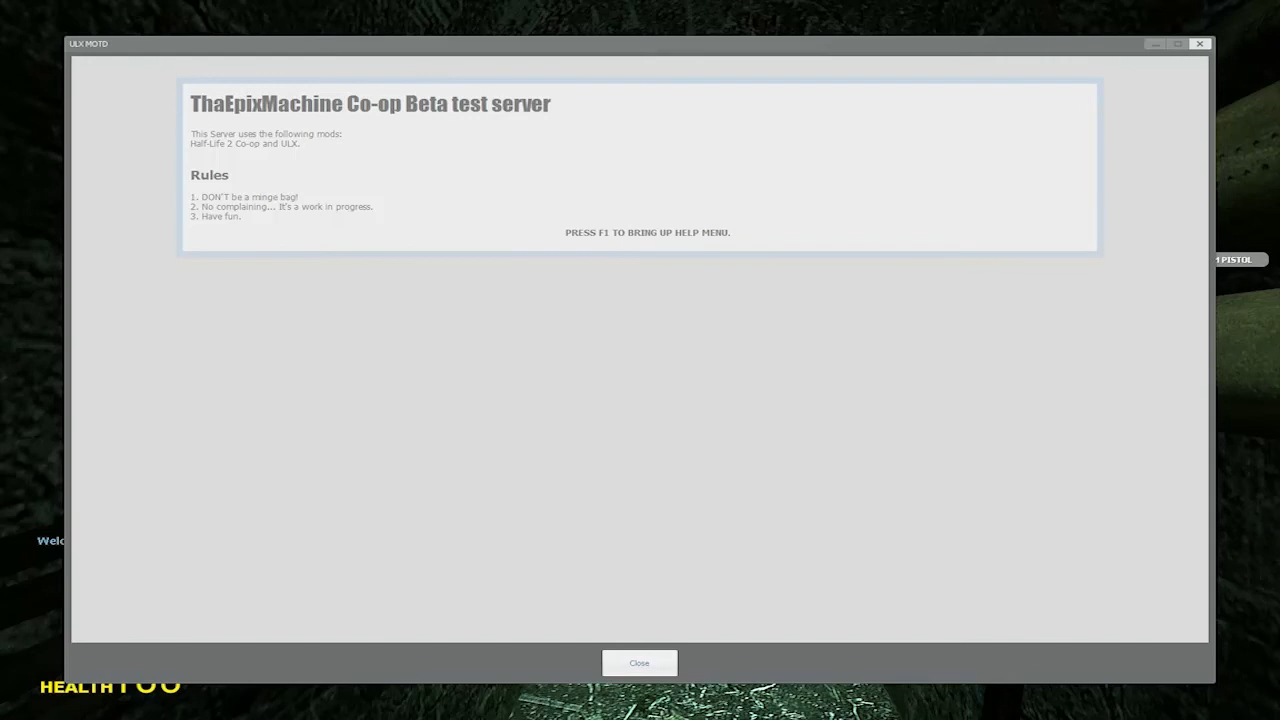 ULX MOTD
ThaEpixMachine Co-op Beta test server
This Server uses the following mods:
Half-Life 2 Co-op and ULX.
Rules
1. DON'T be a minge bag!
2. No complaining... It's a work in progress.
3. Have fun.
PRESS F1 TO BRING UP HELP MENU.
PISTOL
Welc
Close
HEALTH 100